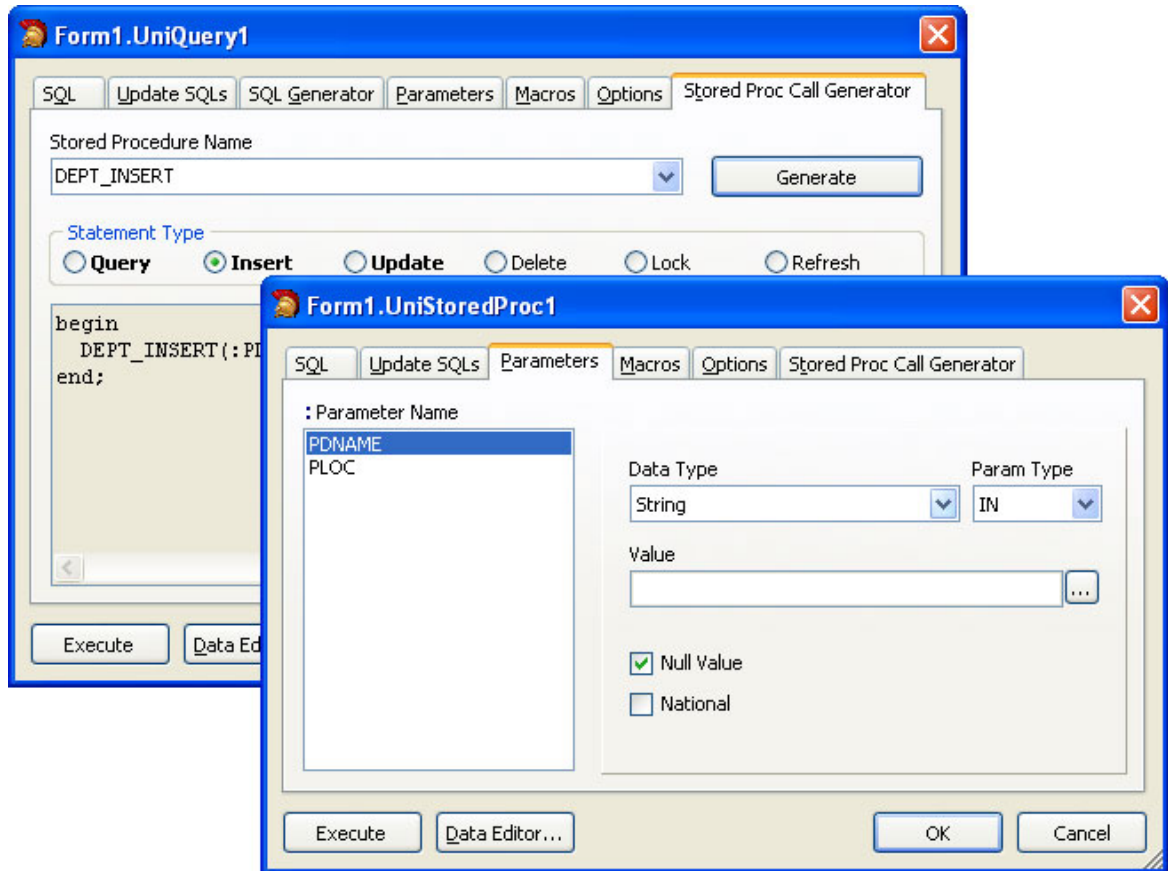 Form1.UniQuery1
SQL Update SQLs SQL Generator Parameters Macros Options Stored Proc Call Generator
Stored Procedure Name
DEPT_INSERT Generate
Statement Type
Query Insert Update Delete Lock Refresh
begin
DEPT_INSERT(:PD
end;
Execute Data Ed
Form1.UniStoredProc1
SQL Update SQLs Parameters Macros Options Stored Proc Call Generator
: Parameter Name
PDNAME
PLOC
Data Type Param Type
String IN
Value
...
Null Value
National
Execute Data Editor... OK Cancel